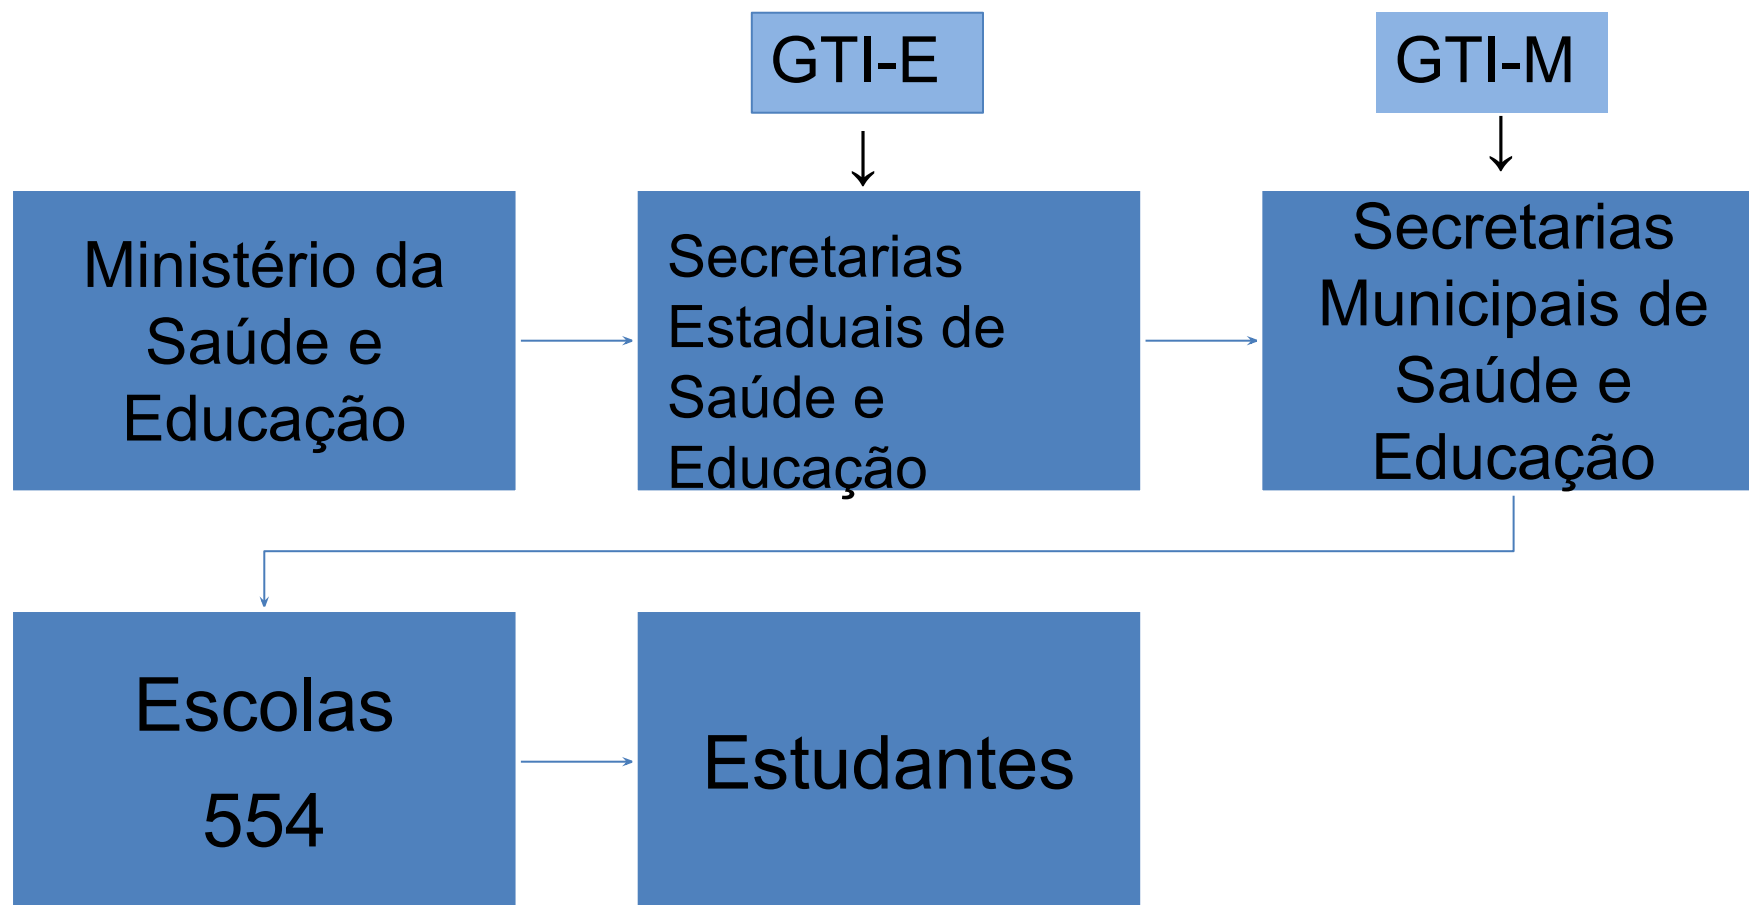 GTI-E
GTI-M
Ministério da
Saúde e
Educação
Secretarias
Estaduais de
Saúde e
Educação
Secretarias
Municipais de
Saúde e
Educação
Escolas
554
Estudantes